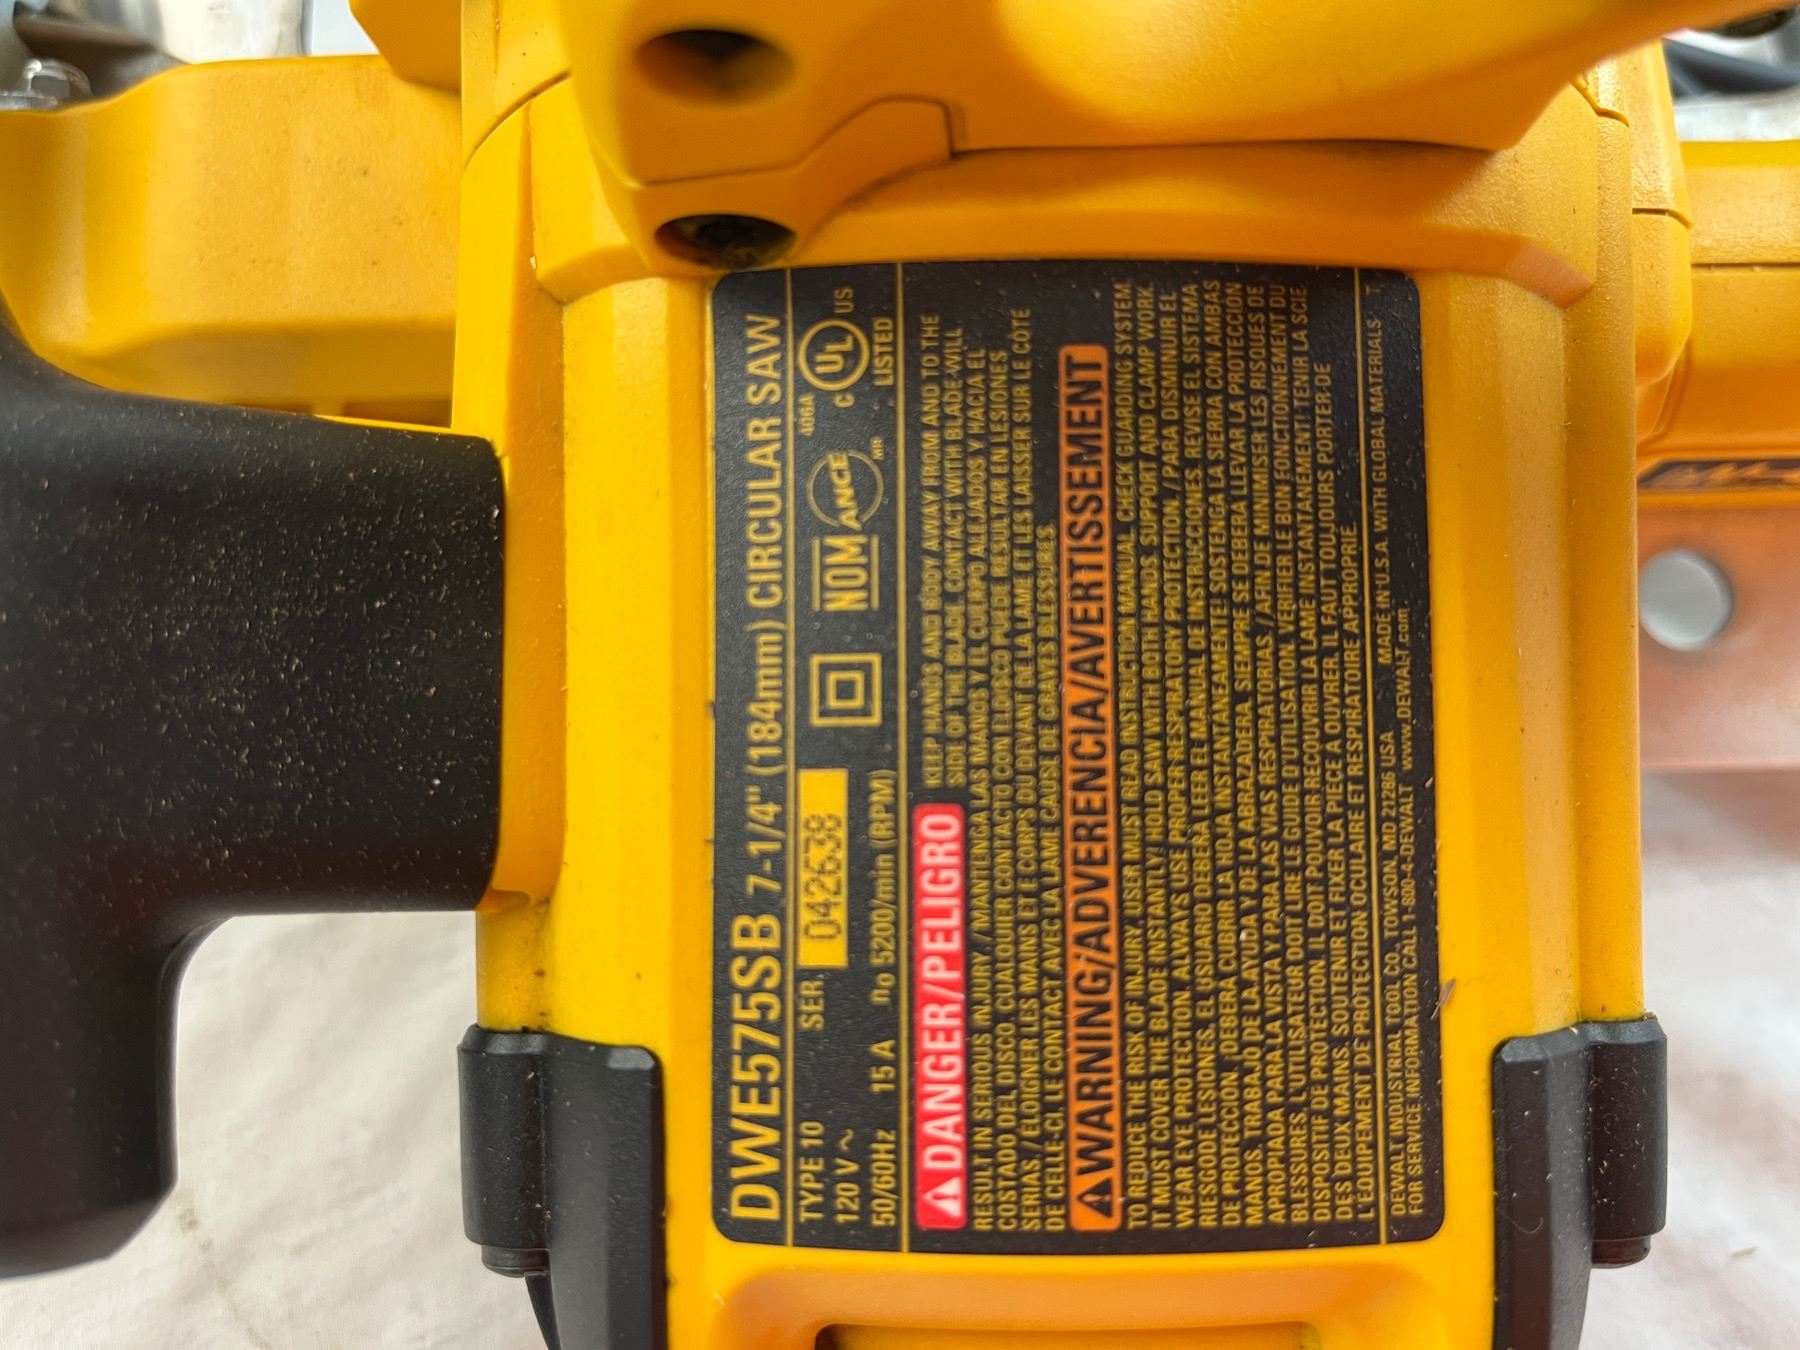 DWE575SB 7-1/4" (184mm) CIRCULAR SAW
TYPE 10 SER. 042638
120 V ~
50/60Hz 15 A n0 5200/min (RPM)
NOM ANCE MR
406A
C UL US
LISTED
DANGER/PELIGRO KEEP HANDS AND BODY AWAY FROM AND TO THE
SIDE OF THE BLADE. CONTACT WITH BLADE WILL
RESULT IN SERIOUS INJURY. // MANTENGA LAS MANOS Y EL CUERPO ALEJADOS Y HACIA EL
COSTADO DEL DISCO. CUALQUIER CONTACTO CON EL DISCO PUEDE RESULTAR EN LESIONES
SERIAS. / ELOIGNER LES MAINS ET E CORPS DU DEVANT DE LA LAME ET LES LAISSER SUR LE CÔTÉ
DE CELLE-CI. LE CONTACT AVEC LA LAME CAUSE DE GRAVES BLESSURES.
WARNING/ADVERENCIA/AVERTISSEMENT
TO REDUCE THE RISK OF INJURY, USER MUST READ INSTRUCTION MANUAL. CHECK GUARDING SYSTEM.
IT MUST COVER THE BLADE INSTANTLY! HOLD SAW WITH BOTH HANDS. SUPPORT AND CLAMP WORK.
WEAR EYE PROTECTION. ALWAYS USE PROPER RESPIRATORY PROTECTION. // PARA DISMINUIR EL
RIESGO DE LESIONES, EL USUARIO DEBERÁ LEER EL MANUAL DE INSTRUCCIONES. REVISE EL SISTEMA
DE PROTECCIÓN, DEBERÁ CUBRIR LA HOJA INSTANTÁNEAMENTE! SOSTENGA LA SIERRA CON AMBAS
MANOS. TRABAJO DE LA AYUDA Y DE LA ABRAZADERA. SIEMPRE SE DEBERÁ LLEVAR LA PROTECCIÓN
APROPIADA PARA LA VISTA Y PARA LAS VÍAS RESPIRATORIAS. // AFIN DE MINIMISER LES RISQUES DE
BLESSURES, L'UTILISATEUR DOIT LIRE LE GUIDE D'UTILISATION. VÉRIFIER LE BON FONCTIONNEMENT DU
DISPOSITIF DE PROTECTION. IL DOIT POUVOIR RECOUVRIR LA LAME INSTANTANÉMENT! TENIR LA SCIE
DES DEUX MAINS. SOUTENIR ET FIXER LA PIÈCE À OUVRER. IL FAUT TOUJOURS PORTER DE
L'ÉQUIPEMENT DE PROTECTION OCULAIRE ET RESPIRATOIRE APPROPRIÉ.
DEWALT INDUSTRIAL TOOL CO. TOWSON, MD 21286 USA MADE IN U.S.A. WITH GLOBAL MATERIALS
FOR SERVICE INFORMATION CALL 1-800-4-DEWALT www.DEWALT.com